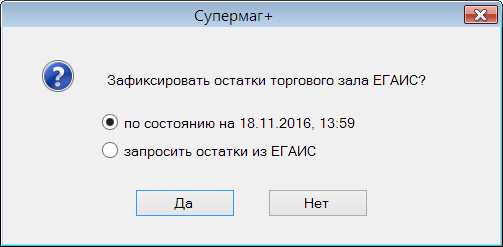 Супермаг+
Зафиксировать остатки торгового зала ЕГАИС?
по состоянию на 18.11.2016, 13:59
запросить остатки из ЕГАИС
Да
Нет